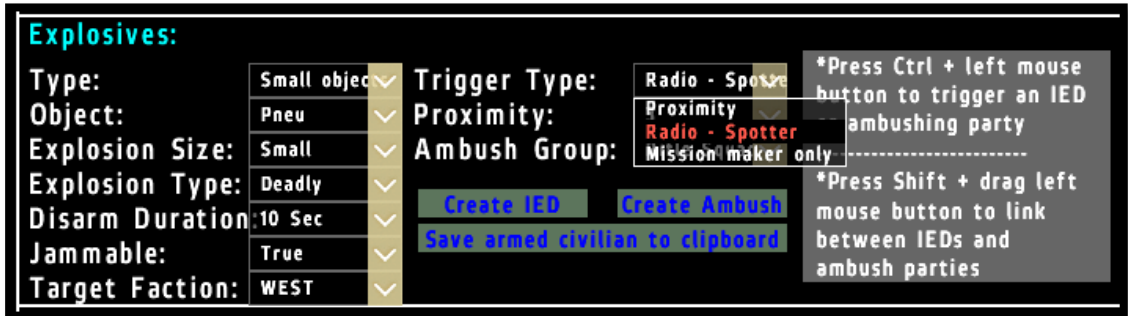 Explosives:
Type: Small objec
Object: Pneu
Explosion Size: Small
Explosion Type: Deadly
Disarm Duration: 10 Sec
Jammable: True
Target Faction: WEST
Trigger Type: Radio - Spotte
Proximity:
Ambush Group:
Proximity
Radio - Spotter
Mission maker only
Create IED
Create Ambush
Save armed civilian to clipboard
*Press Ctrl + left mouse
button to trigger an IED
ambushing party
-------------------------
*Press Shift + drag left
mouse button to link
between IEDs and
ambush parties